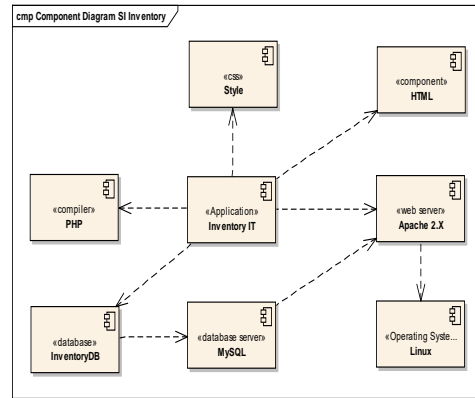 cmp Component Diagram SI Inventory
«css»
Style
«component»
HTML
«compiler»
PHP
«Application»
Inventory IT
«web server»
Apache 2.X
«database»
InventoryDB
«database server»
MySQL
«Operating Syste...
Linux